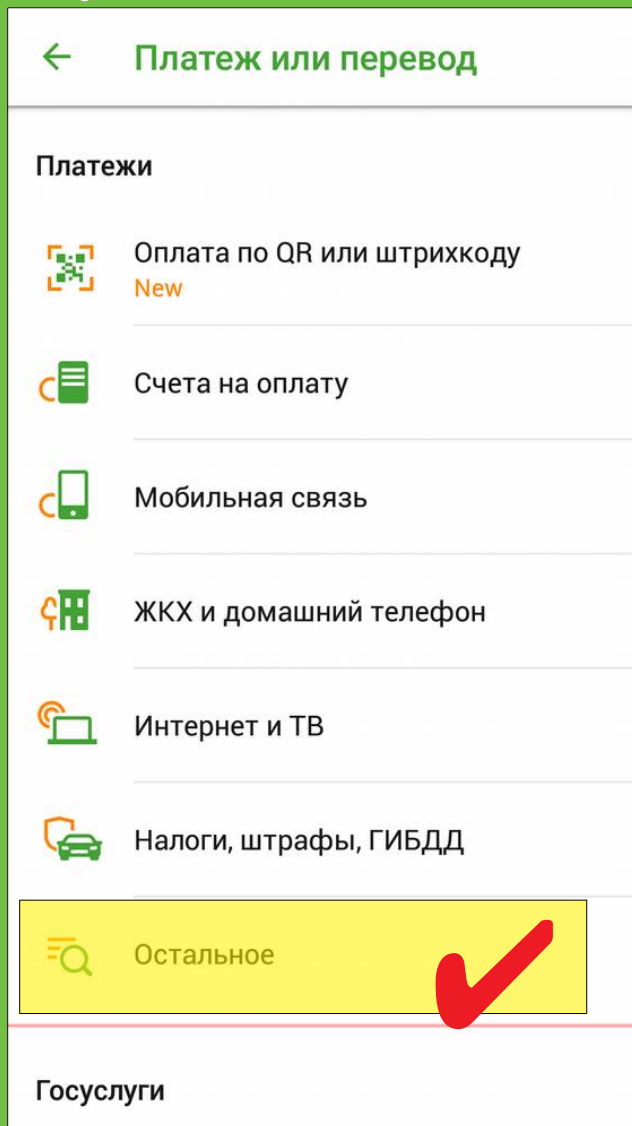 Платеж или перевод
Платежи
Оплата по QR или штрихкоду
New
Счета на оплату
Мобильная связь
ЖКХ и домашний телефон
Интернет и ТВ
Налоги, штрафы, ГИБДД
Остальное
Госуслуги